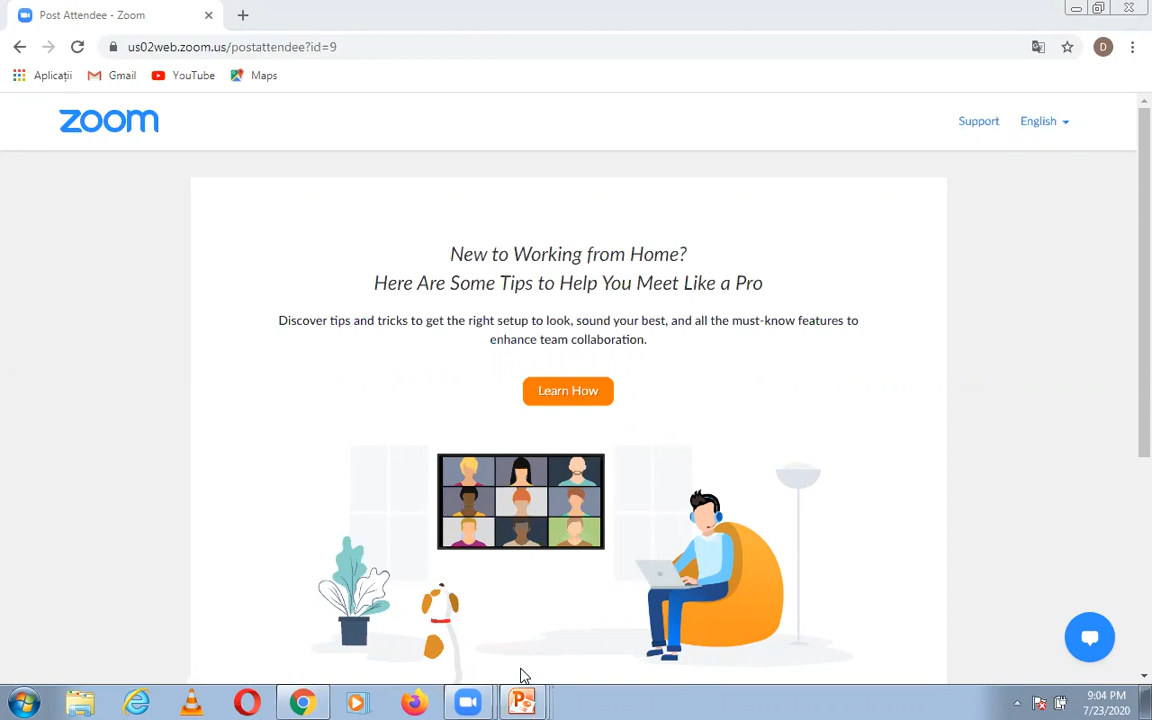 Post Attendee - Zoom
us02web.zoom.us/postattendee?id=9
D
Aplicații Gmail YouTube Maps
zoom
Support English
New to Working from Home?
Here Are Some Tips to Help You Meet Like a Pro
Discover tips and tricks to get the right setup to look, sound your best, and all the must-know features to
enhance team collaboration.
Learn How
9:04 PM
7/23/2020